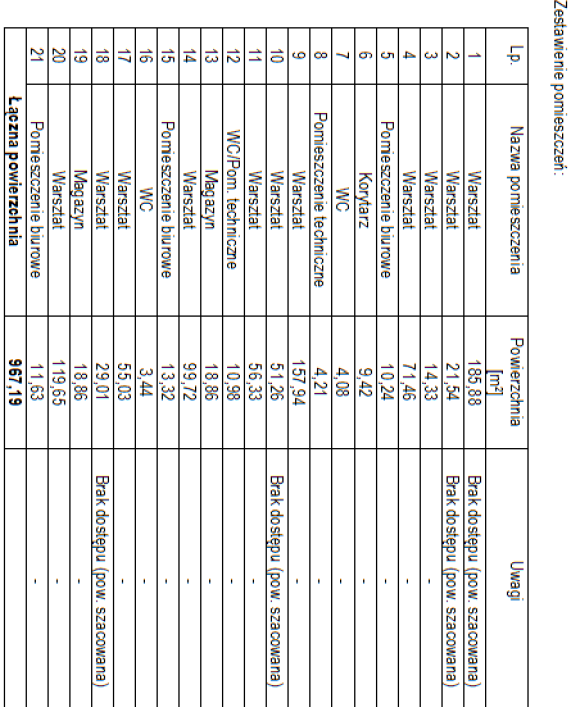 Zestawienie pomieszczeń:
Lp. Nazwa pomieszczenia Powierzchnia [m²] Uwagi
1 Warsztat 185,88 Brak dostępu (pow. szacowana)
2 Warsztat 21,54 Brak dostępu (pow. szacowana)
3 Warsztat 14,33 -
4 Warsztat 71,46 -
5 Pomieszczenie biurowe 10,24 -
6 Korytarz 9,42 -
7 WC 4,08 -
8 Pomieszczenie techniczne 4,21 -
9 Warsztat 157,94 -
10 Warsztat 51,26 Brak dostępu (pow. szacowana)
11 Warsztat 56,33 -
12 WC/Pom. techniczne 10,98 -
13 Magazyn 18,86 -
14 Warsztat 99,72 -
15 Pomieszczenie biurowe 13,32 -
16 WC 3,44 -
17 Warsztat 55,03 -
18 Warsztat 29,01 Brak dostępu (pow. szacowana)
19 Magazyn 18,86 -
20 Warsztat 119,65 -
21 Pomieszczenie biurowe 11,63 -
Łączna powierzchnia 967,19